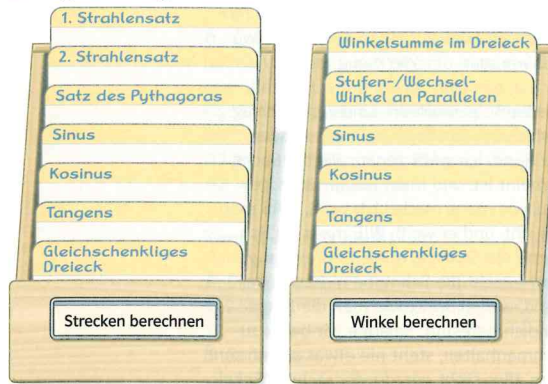 1. Strahlensatz
2. Strahlensatz
Satz des Pythagoras
Sinus
Kosinus
Tangens
Gleichschenkliges
Dreieck
Strecken berechnen
Winkelsumme im Dreieck
Stufen-/Wechsel-
Winkel an Parallelen
Sinus
Kosinus
Tangens
Gleichschenkliges
Dreieck
Winkel berechnen